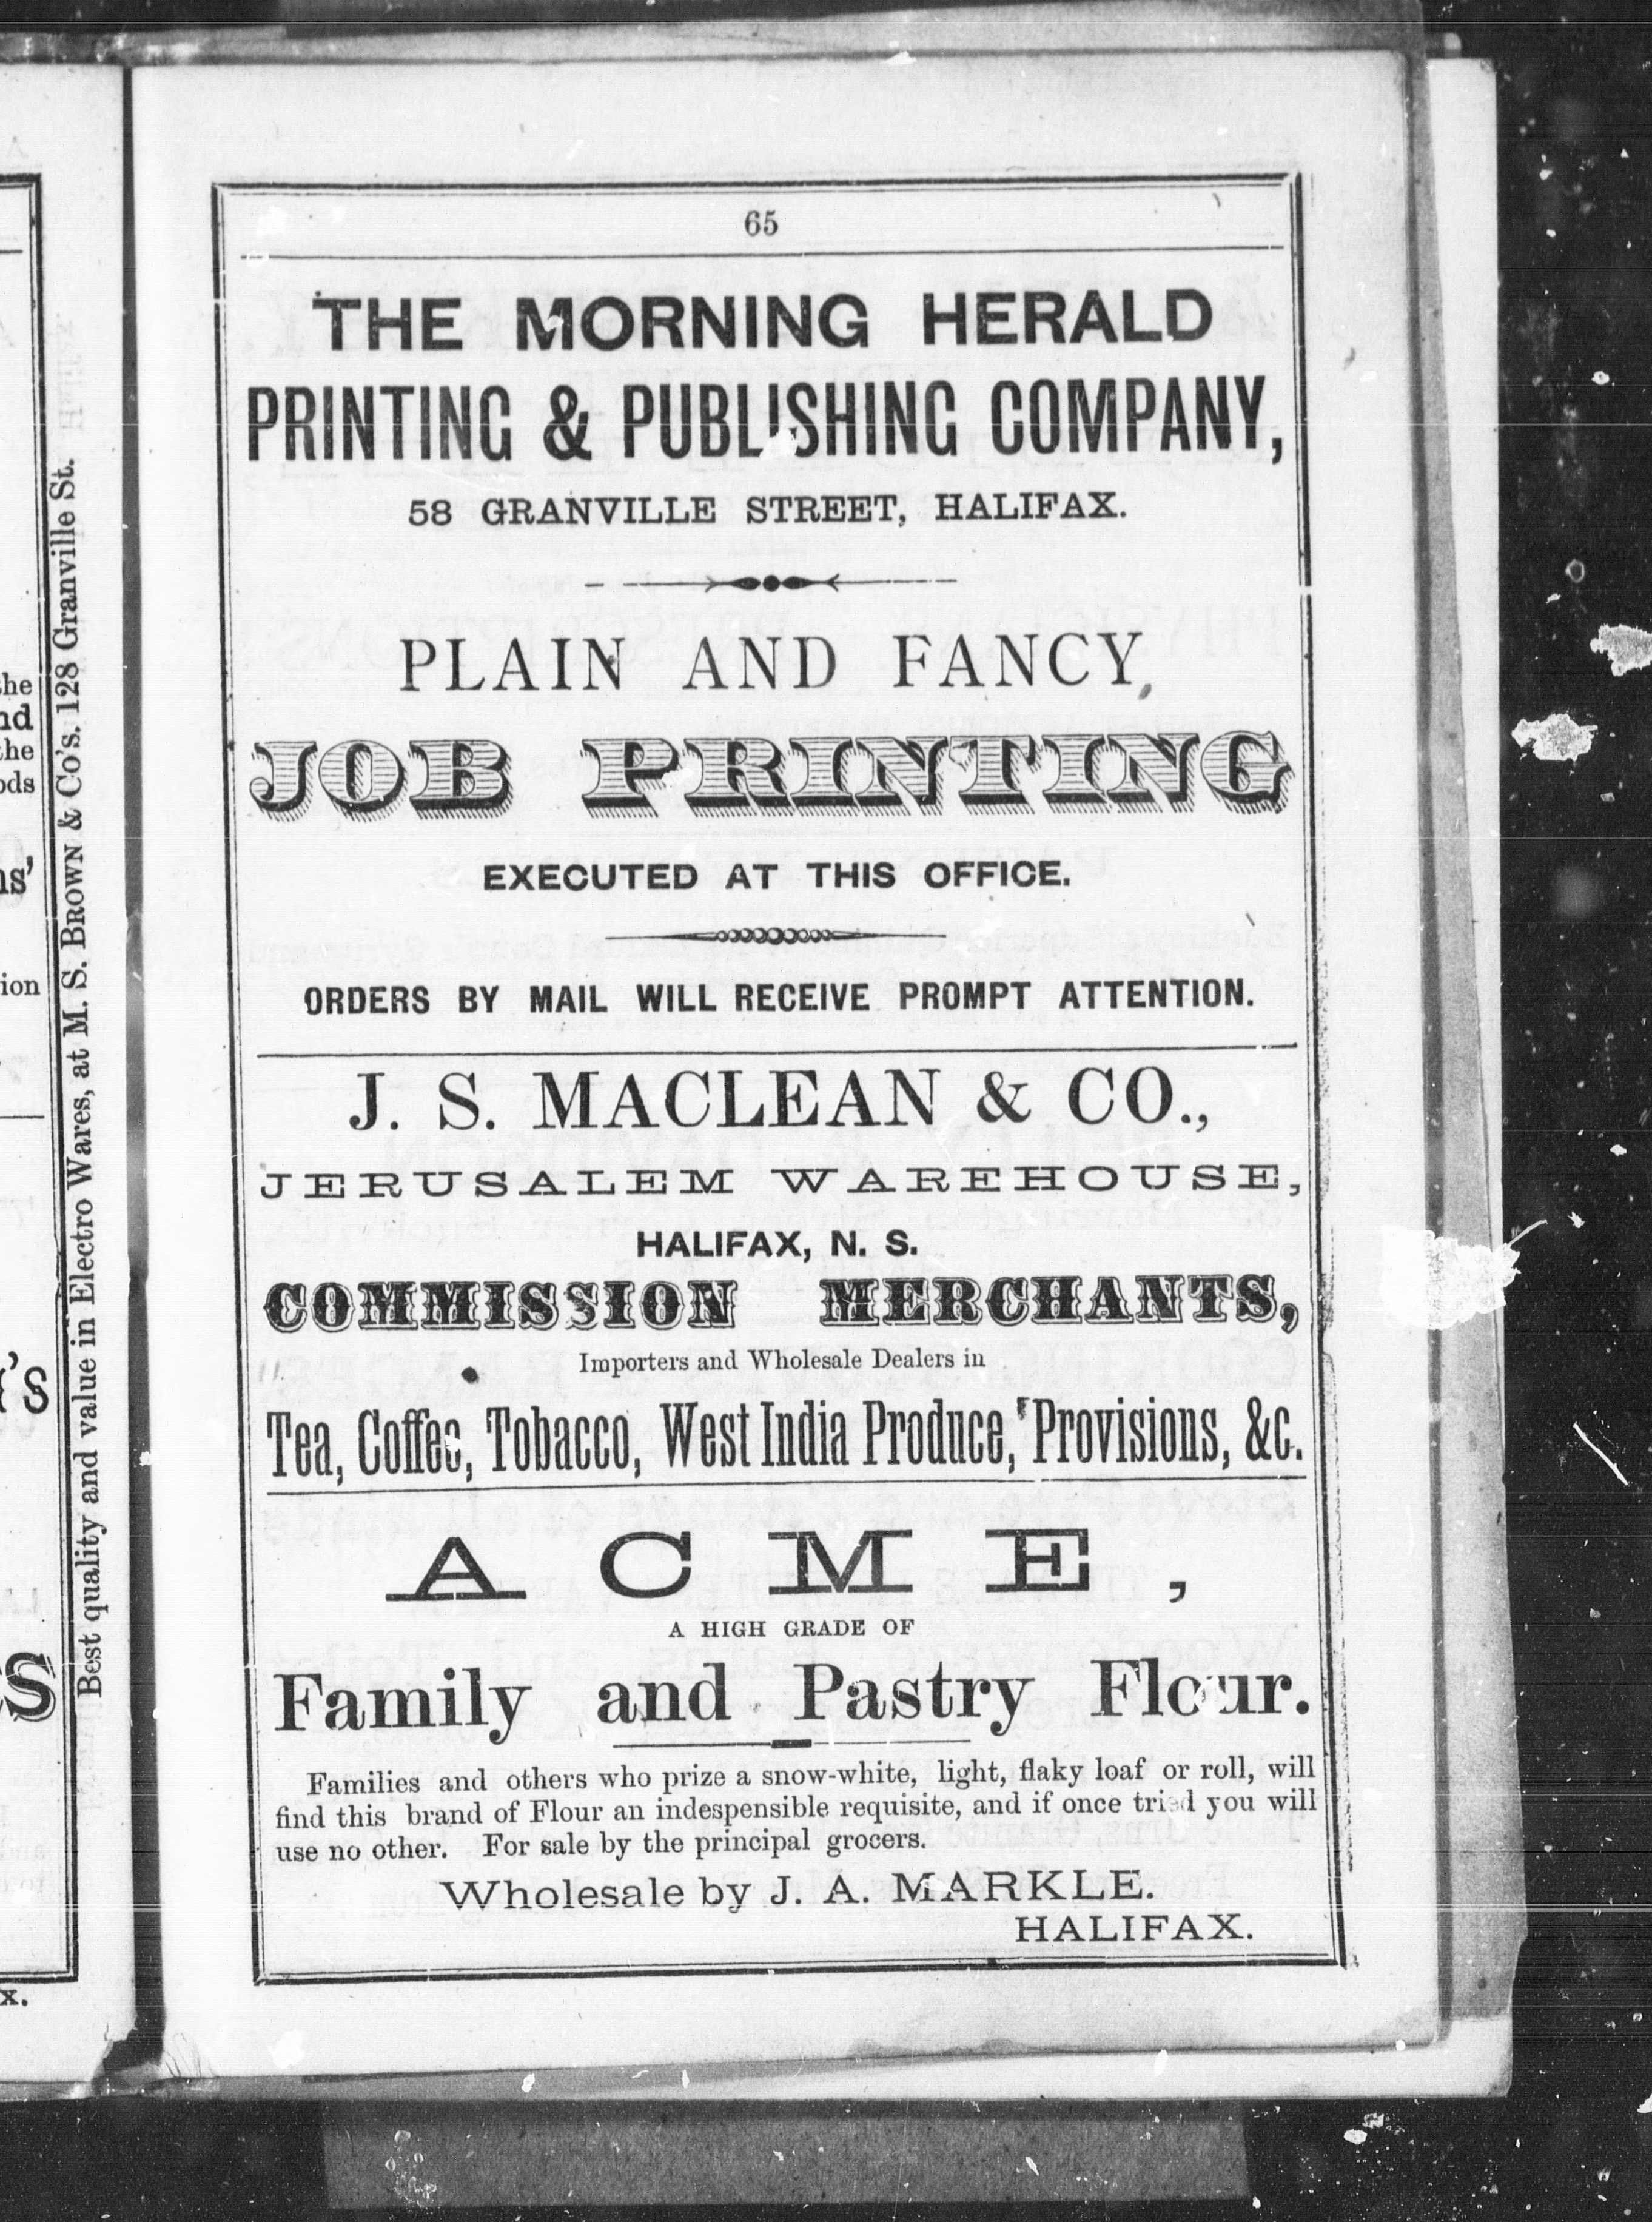 65
THE MORNING HERALD
PRINTING & PUBLISHING COMPANY,
58 GRANVILLE STREET, HALIFAX.
PLAIN AND FANCY,
JOB PRINTING
EXECUTED AT THIS OFFICE.
ORDERS BY MAIL WILL RECEIVE PROMPT ATTENTION.
J. S. MACLEAN & CO.,
JERUSALEM WAREHOUSE,
HALIFAX, N. S.
COMMISSION MERCHANTS,
Importers and Wholesale Dealers in
Tea, Coffee, Tobacco, West India Produce, Provisions, &c.
ACME,
A HIGH GRADE OF
Family and Pastry Flour.
Families and others who prize a snow-white, light, flaky loaf or roll, will
find this brand of Flour an indespensible requisite, and if once tried you will
use no other. For sale by the principal grocers.
Wholesale by J. A. MARKLE.
HALIFAX.
Best quality and value in Electro Wares, at M. S. BROWN & Co's. 128 Granville St.